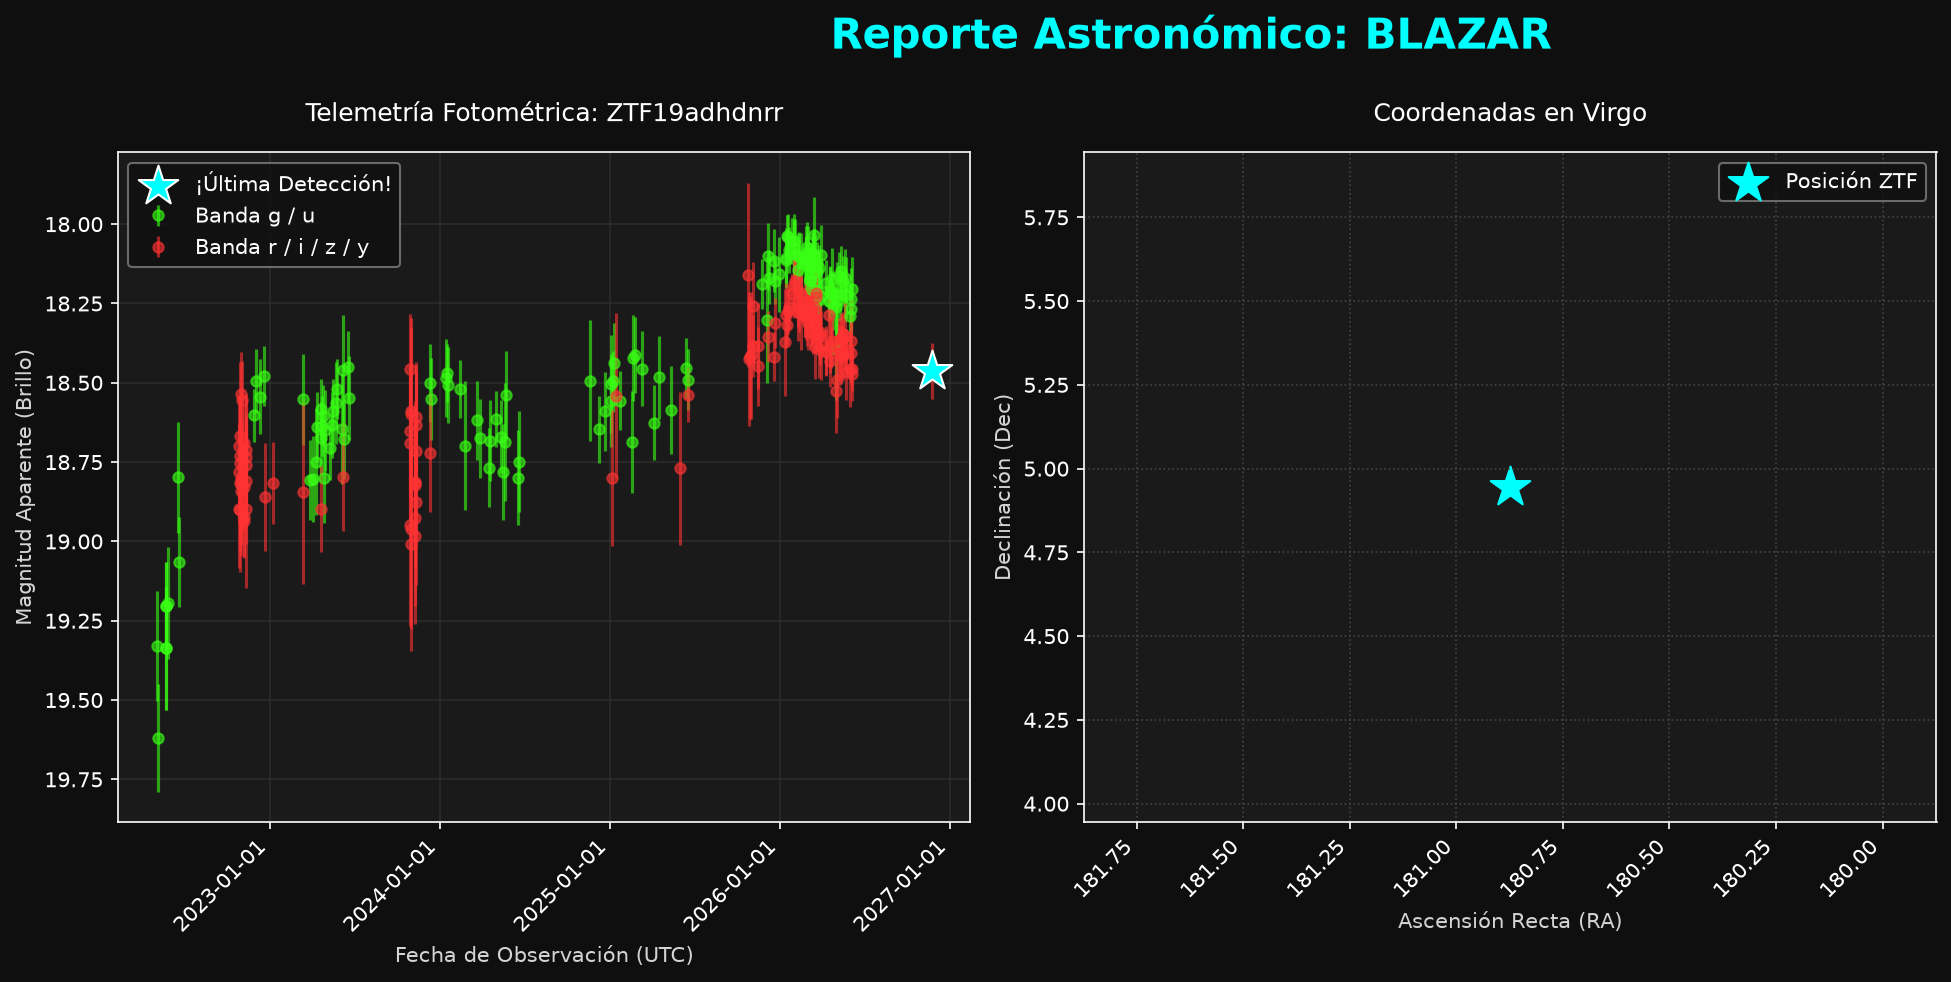 Reporte Astronómico: BLAZAR
Telemetría Fotométrica: ZTF19adhdnrr
¡Última Detección!
Banda g / u
Banda r / i / z / y
Magnitud Aparente (Brillo)
18.00
18.25
18.50
18.75
19.00
19.25
19.50
19.75
2023-01-01
2024-01-01
2025-01-01
2026-01-01
2027-01-01
Fecha de Observación (UTC)
Coordenadas en Virgo
Posición ZTF
Declinación (Dec)
5.75
5.50
5.25
5.00
4.75
4.50
4.25
4.00
181.75
181.50
181.25
181.00
180.75
180.50
180.25
180.00
Ascensión Recta (RA)